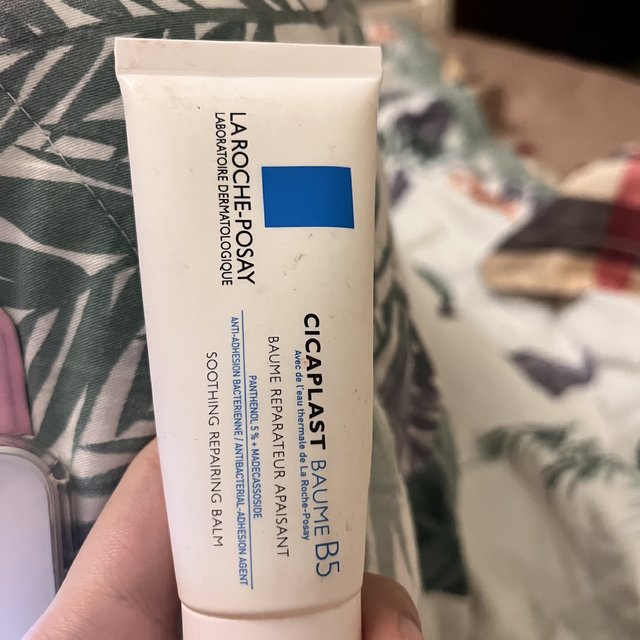 LA ROCHE-POSAY
LABORATOIRE DERMATOLOGIQUE
CICAPLAST BAUME B5
Avec de l'eau thermale de La Roche-Posay
BAUME REPARATEUR APAISANT
PANTHENOL 5 % + MADECASSOSIDE
ANTI-ADHESION BACTERIENNE / ANTIBACTERIAL-ADHESION AGENT
SOOTHING REPAIRING BALM